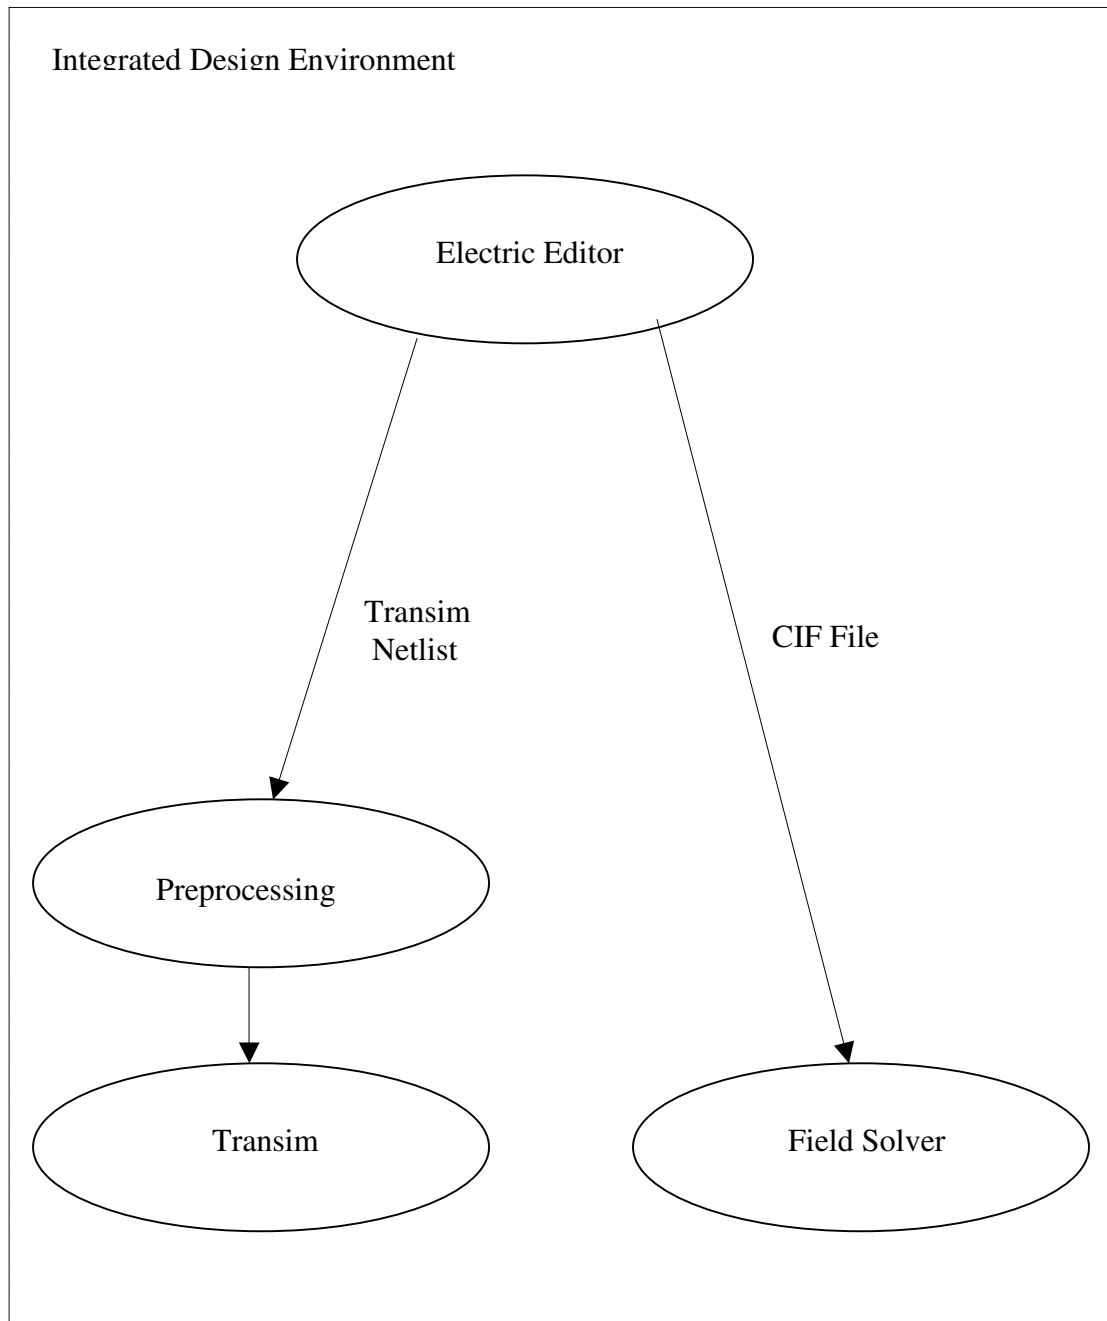 Integrated Design Environment
Electric Editor
Transim
Netlist
CIF File
Preprocessing
Transim
Field Solver